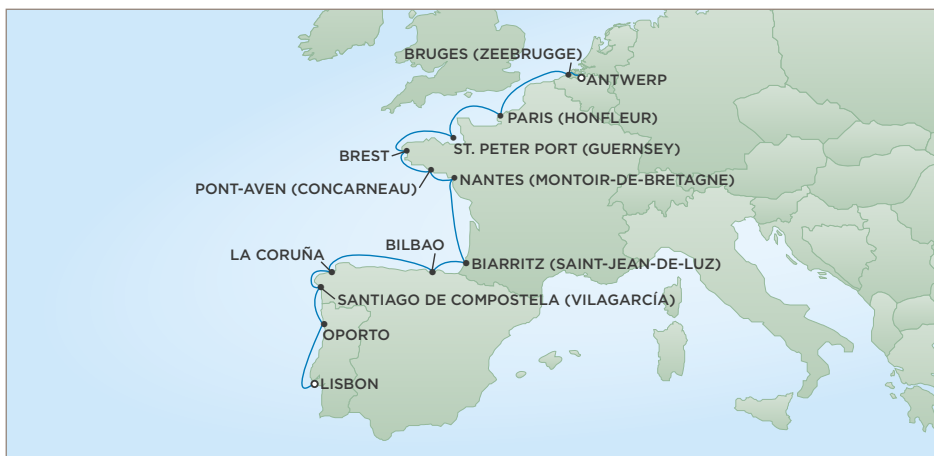 BRUGES (ZEEBRUGGE)
ANTWERP
PARIS (HONFLEUR)
ST. PETER PORT (GUERNSEY)
BREST
NANTES (MONTOIR-DE-BRETAGNE)
PONT-AVEN (CONCARNEAU)
BILBAO
LA CORUÑA
BIARRITZ (SAINT-JEAN-DE-LUZ)
SANTIAGO DE COMPOSTELA (VILAGARCÍA)
OPORTO
LISBON